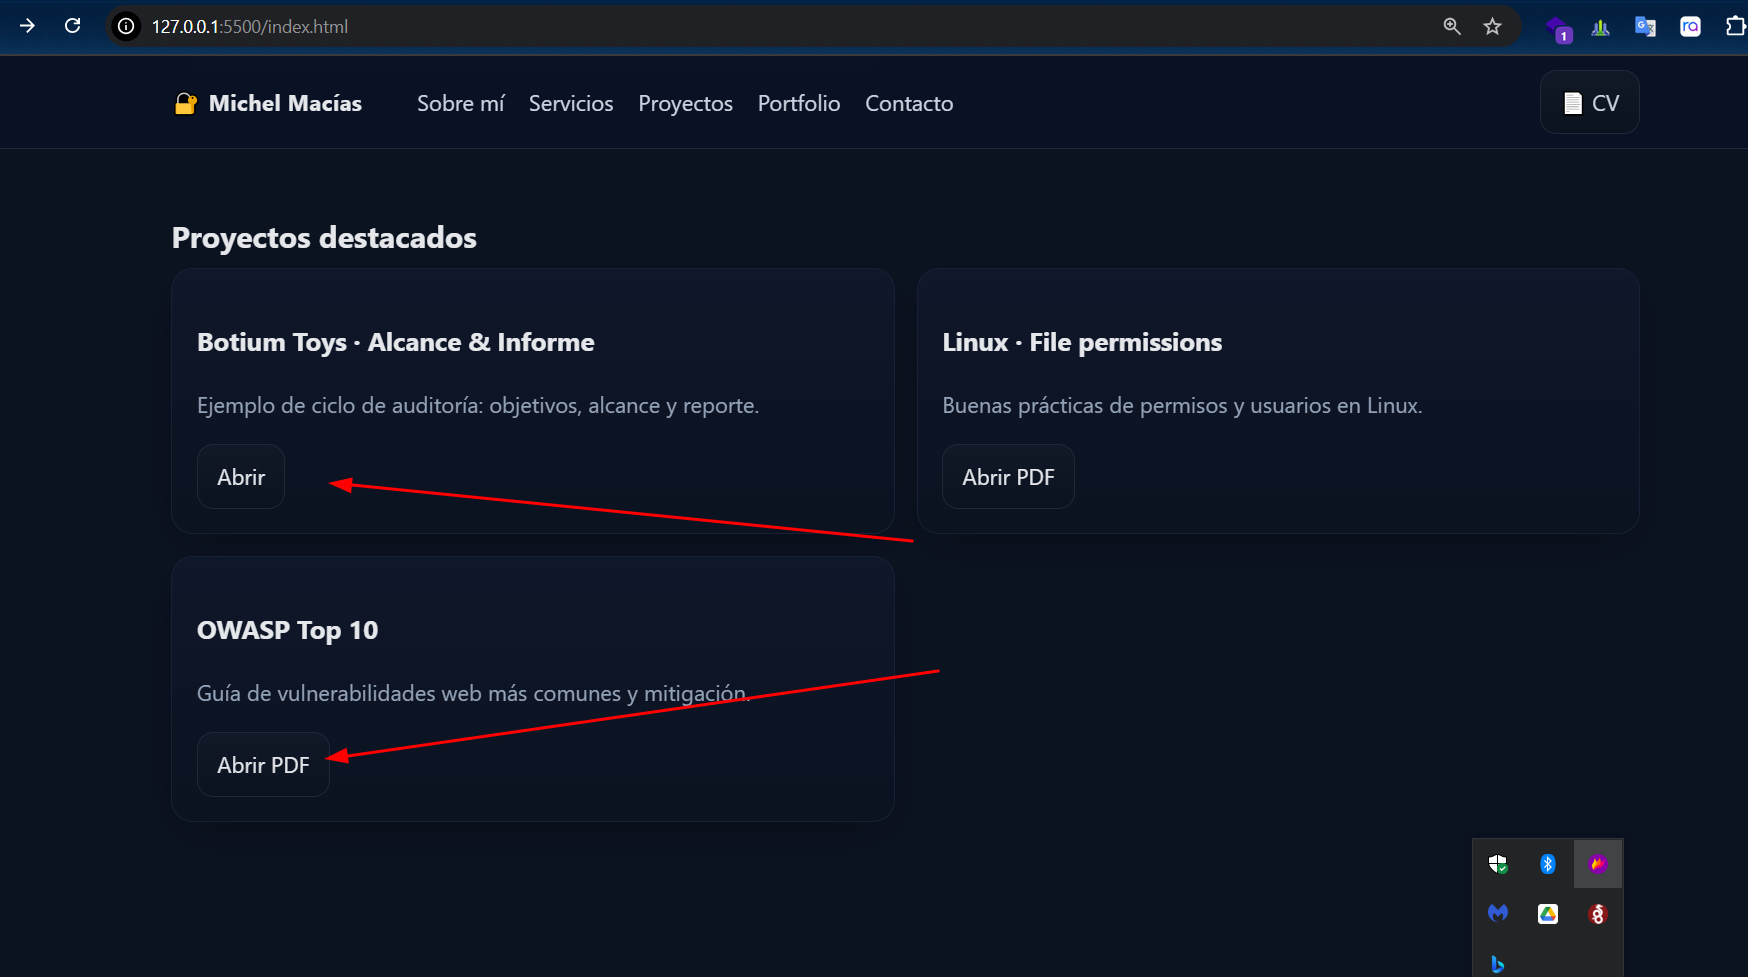 127.0.0.1:5500/index.html
1
ra
Michel Macías
Sobre mí
Servicios
Proyectos
Portfolio
Contacto
CV
Proyectos destacados
Botium Toys · Alcance & Informe
Ejemplo de ciclo de auditoría: objetivos, alcance y reporte.
Abrir
Linux · File permissions
Buenas prácticas de permisos y usuarios en Linux.
Abrir PDF
OWASP Top 10
Guía de vulnerabilidades web más comunes y mitigación.
Abrir PDF